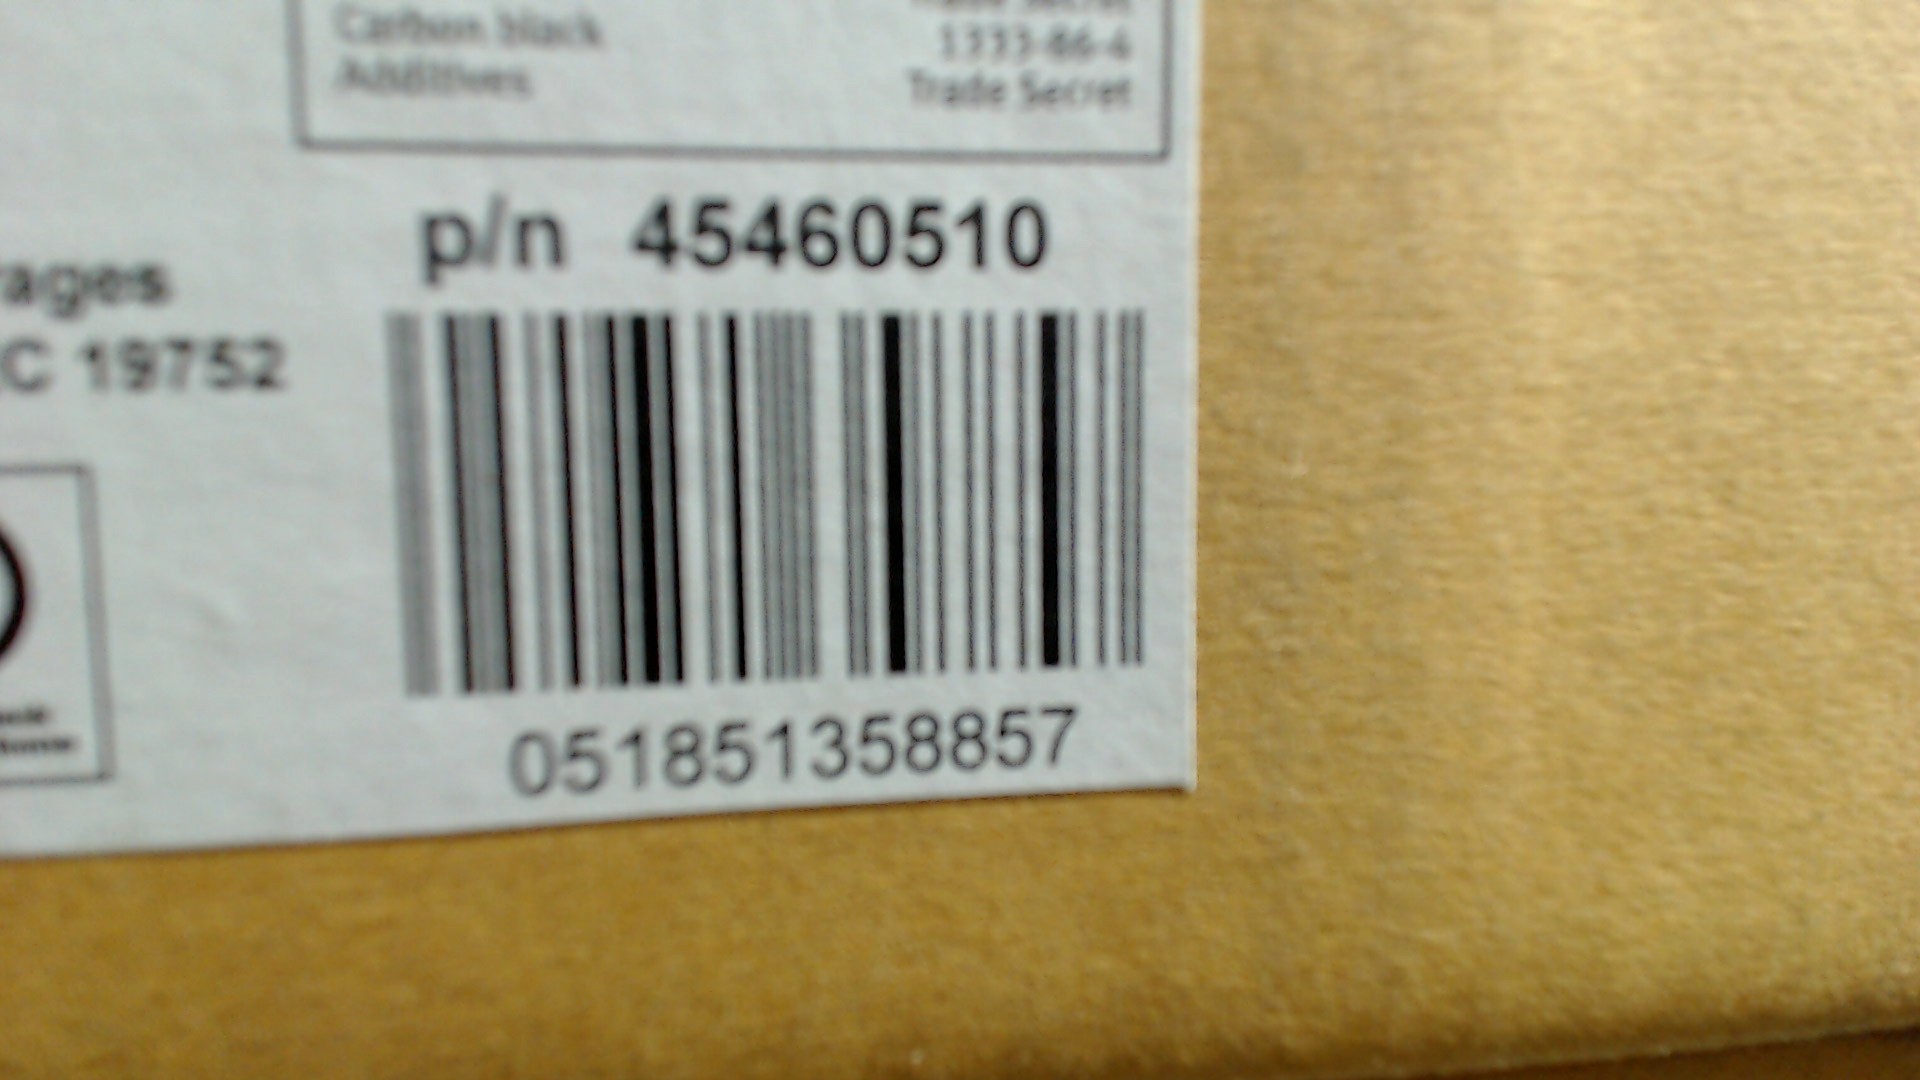 Carbon black
1333-86-4
Additives
Trade Secret
p/n 45460510
rages
C 19752
051851358857